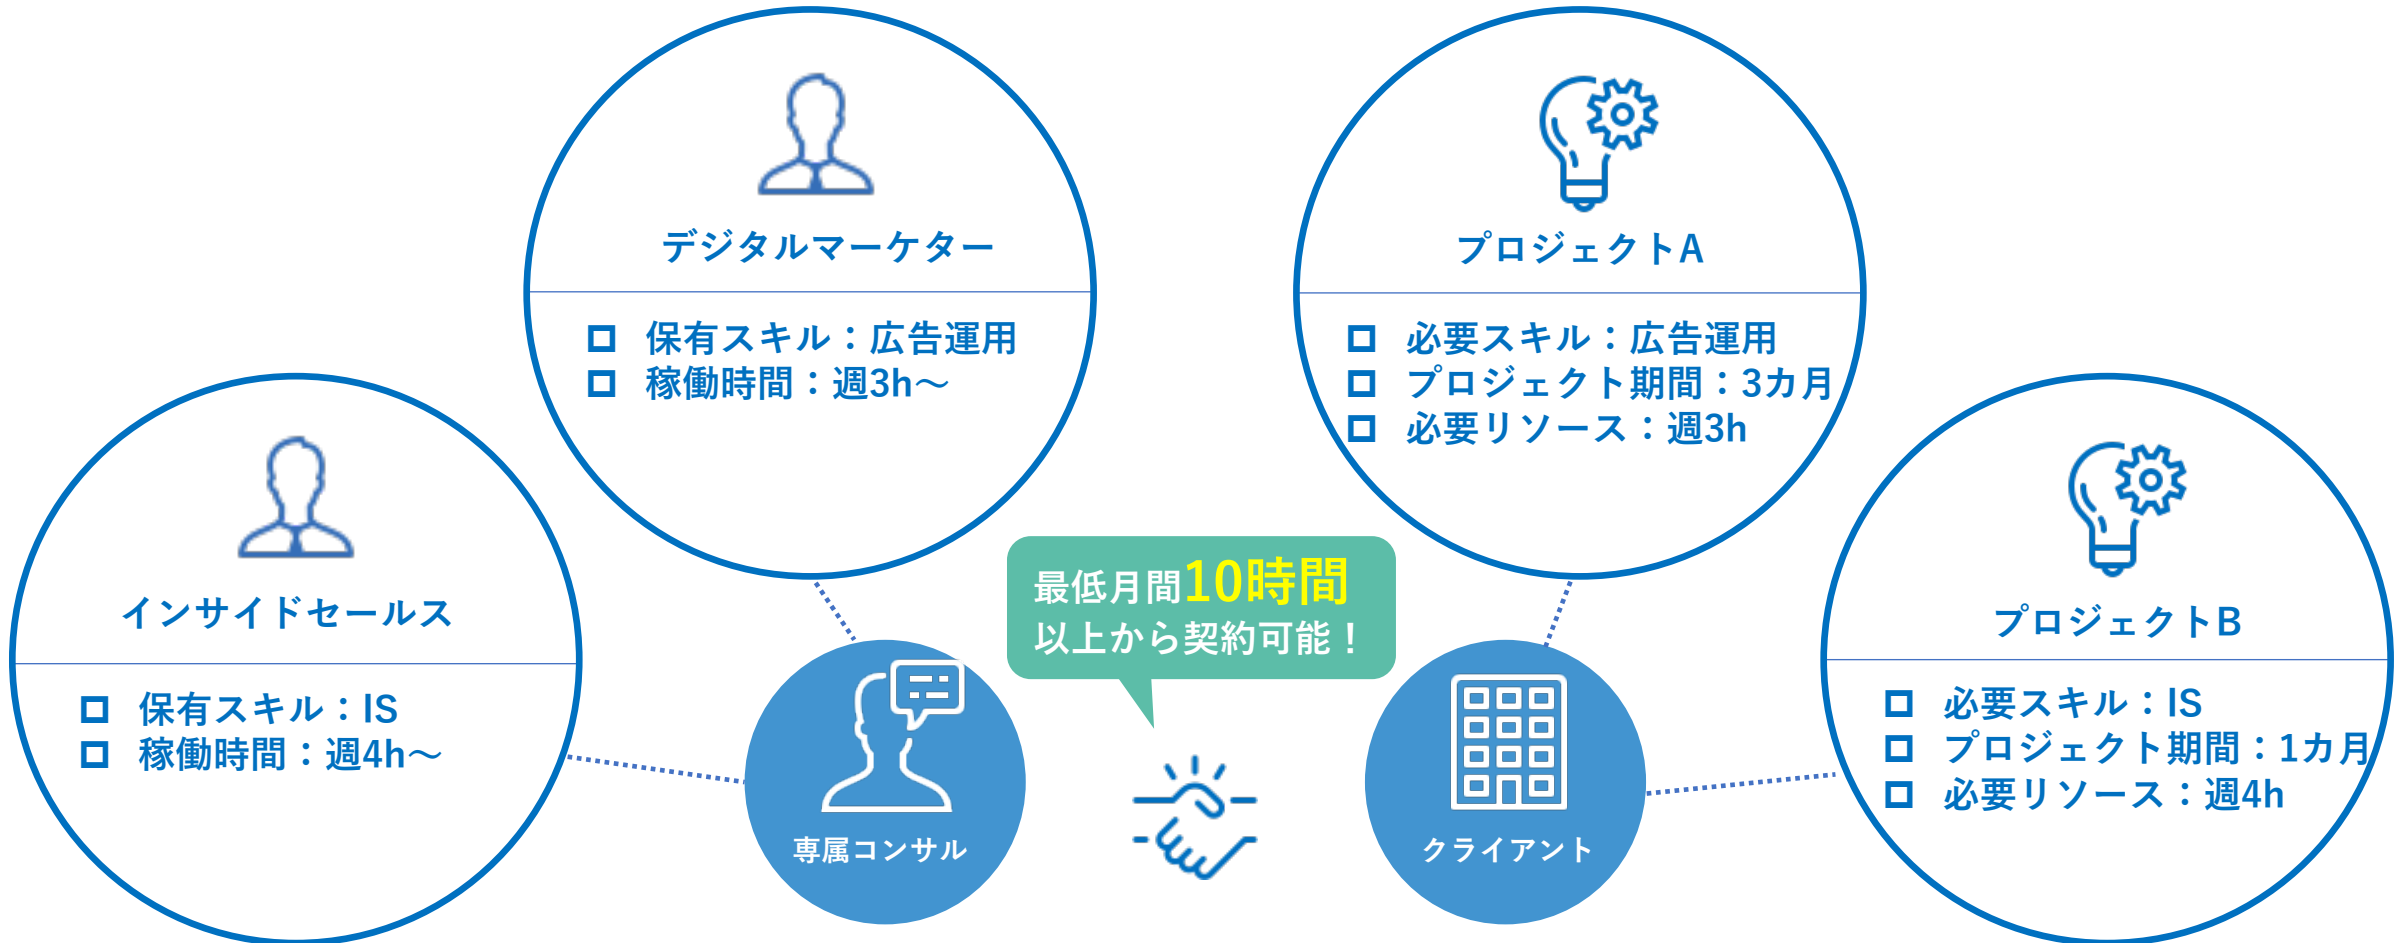 デジタルマーケター
保有スキル：広告運用
稼働時間：週3h～
プロジェクトA
必要スキル：広告運用
プロジェクト期間：3カ月
必要リソース：週3h
インサイドセールス
保有スキル：IS
稼働時間：週4h～
最低月間10時間
以上から契約可能！
プロジェクトB
必要スキル：IS
プロジェクト期間：1カ月
必要リソース：週4h
専属コンサル
クライアント